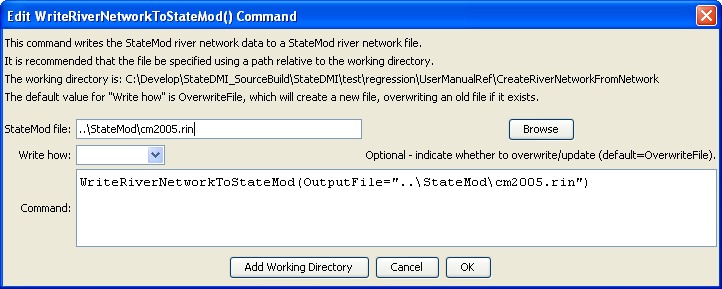 Edit WriteRiverNetworkToStateMod() Command
This command writes the StateMod river network data to a StateMod river network file.
It is recommended that the file be specified using a path relative to the working directory.
The working directory is: C:\Develop\StateDMI_SourceBuild\StateDMI\test\regression\UserManualRef\CreateRiverNetworkFromNetwork
The default value for "Write how" is OverwriteFile, which will create a new file, overwriting an old file if it exists.
StateMod file: ..\StateMod\cm2005.rin Browse
Write how: Optional - indicate whether to overwrite/update (default=OverwriteFile).
Command: WriteRiverNetworkToStateMod(OutputFile="..\StateMod\cm2005.rin")
Add Working Directory Cancel OK